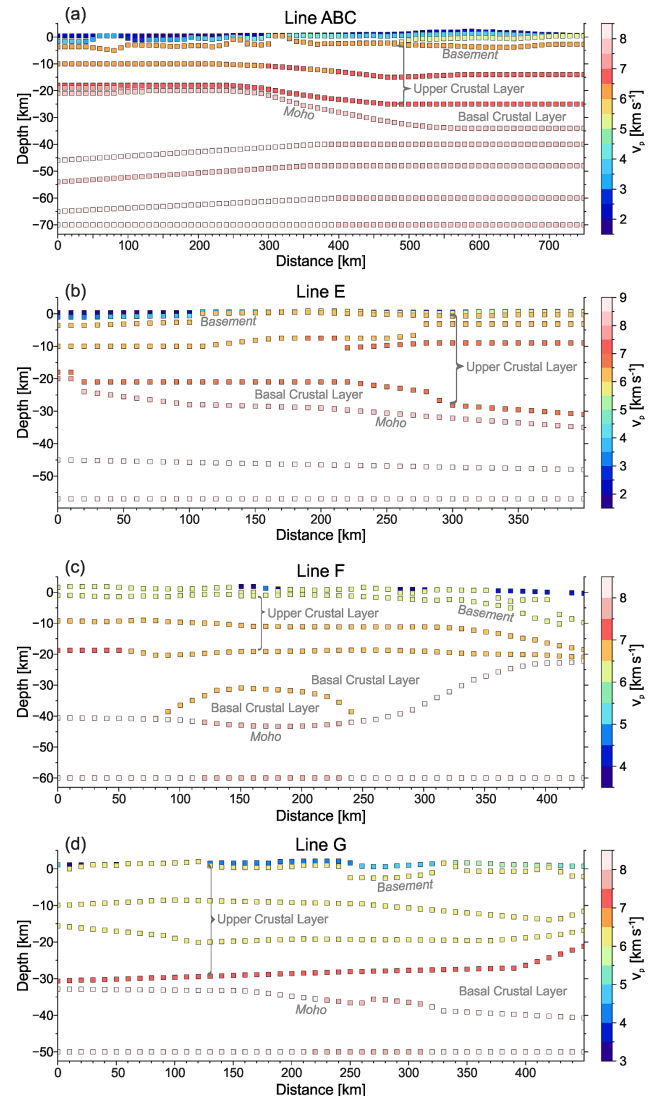 (a) Line ABC
0
−10
−20
−30
−40
−50
−60
−70
Depth [km]
Basement
Upper Crustal Layer
Moho
Basal Crustal Layer
0 100 200 300 400 500 600 700
Distance [km]
8
7
6
5
4
3
2
vp [km s⁻¹]
(b) Line E
0
−10
−20
−30
−40
−50
Depth [km]
Basement
Upper Crustal Layer
Basal Crustal Layer
Moho
0 50 100 150 200 250 300 350
Distance [km]
9
8
7
6
5
4
3
2
vp [km s⁻¹]
(c) Line F
0
−10
−20
−30
−40
−50
−60
Depth [km]
Upper Crustal Layer
Basement
Basal Crustal Layer
Basal Crustal Layer
Moho
0 50 100 150 200 250 300 350 400
Distance [km]
8
7
6
5
4
vp [km s⁻¹]
(d) Line G
0
−10
−20
−30
−40
−50
Depth [km]
Basement
Upper Crustal Layer
Basal Crustal Layer
Moho
0 50 100 150 200 250 300 350 400
Distance [km]
8
7
6
5
4
3
vp [km s⁻¹]